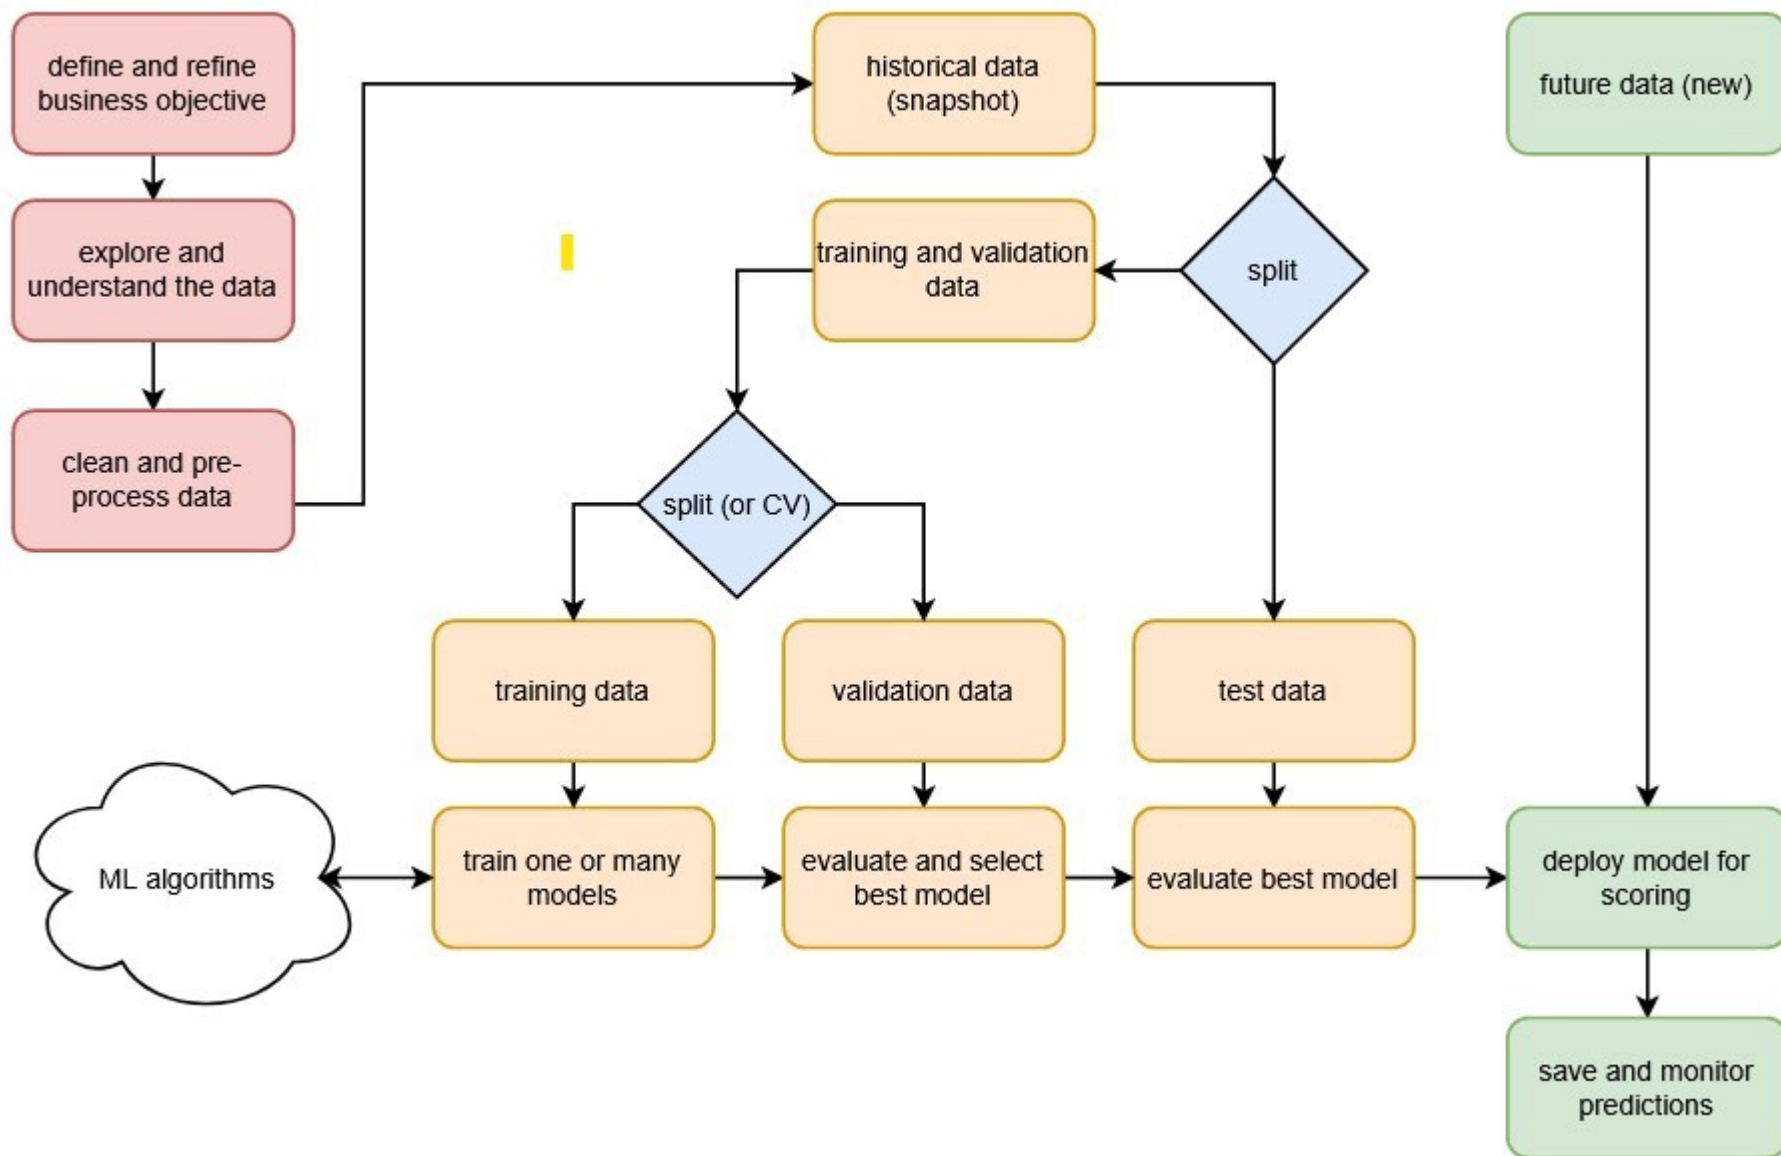 define and refine
business objective
explore and
understand the data
clean and pre-
process data
historical data
(snapshot)
training and validation
data
split
split (or CV)
training data
validation data
test data
ML algorithms
train one or many
models
evaluate and select
best model
evaluate best model
future data (new)
deploy model for
scoring
save and monitor
predictions